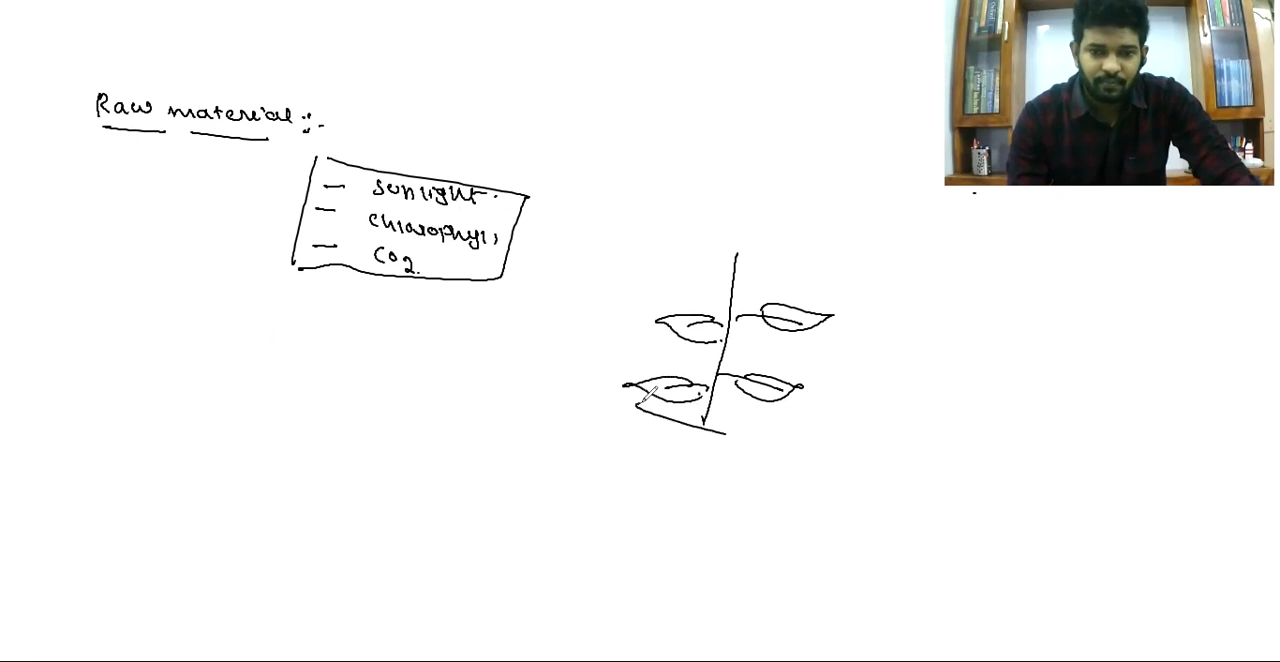 Raw material :-
- sunlight.
- chlorophyll,
- CO2.